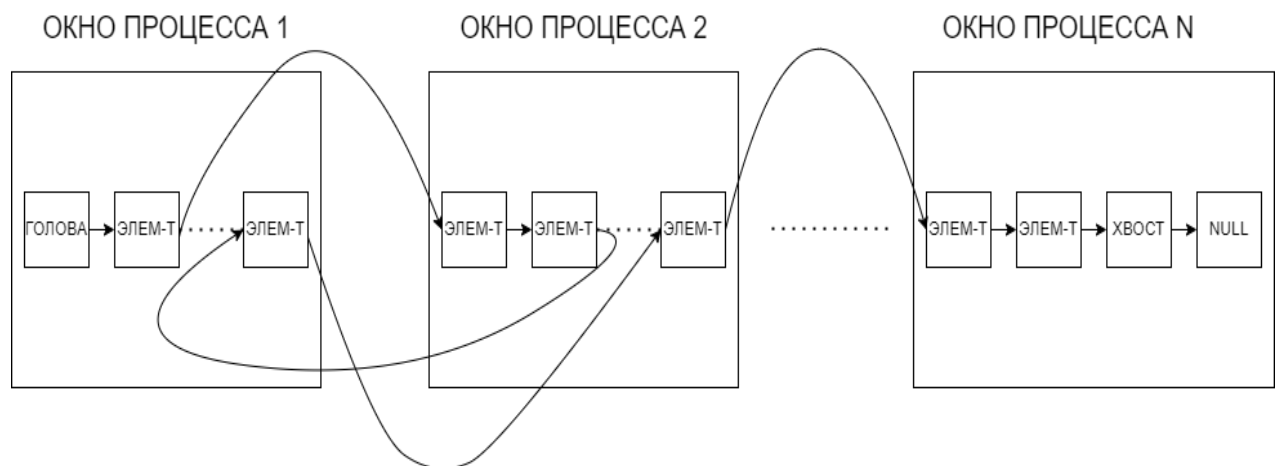 ОКНО ПРОЦЕССА 1
ОКНО ПРОЦЕССА 2
ОКНО ПРОЦЕССА N
ГОЛОВА
ЭЛЕМ-Т
ЭЛЕМ-Т
ЭЛЕМ-Т
ЭЛЕМ-Т
ЭЛЕМ-Т
ЭЛЕМ-Т
ЭЛЕМ-Т
ХВОСТ
NULL